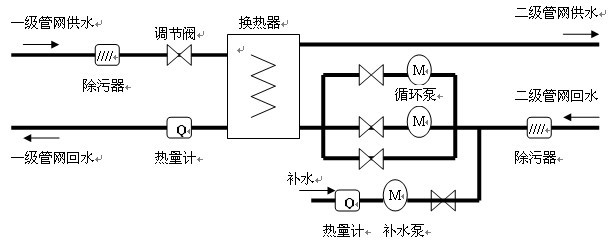 一级管网供水
调节阀
换热器
二级管网供水
除污器
M
循环泵
二级管网回水
Q
M
一级管网回水
热量计
除污器
补水
Q
M
热量计
补水泵